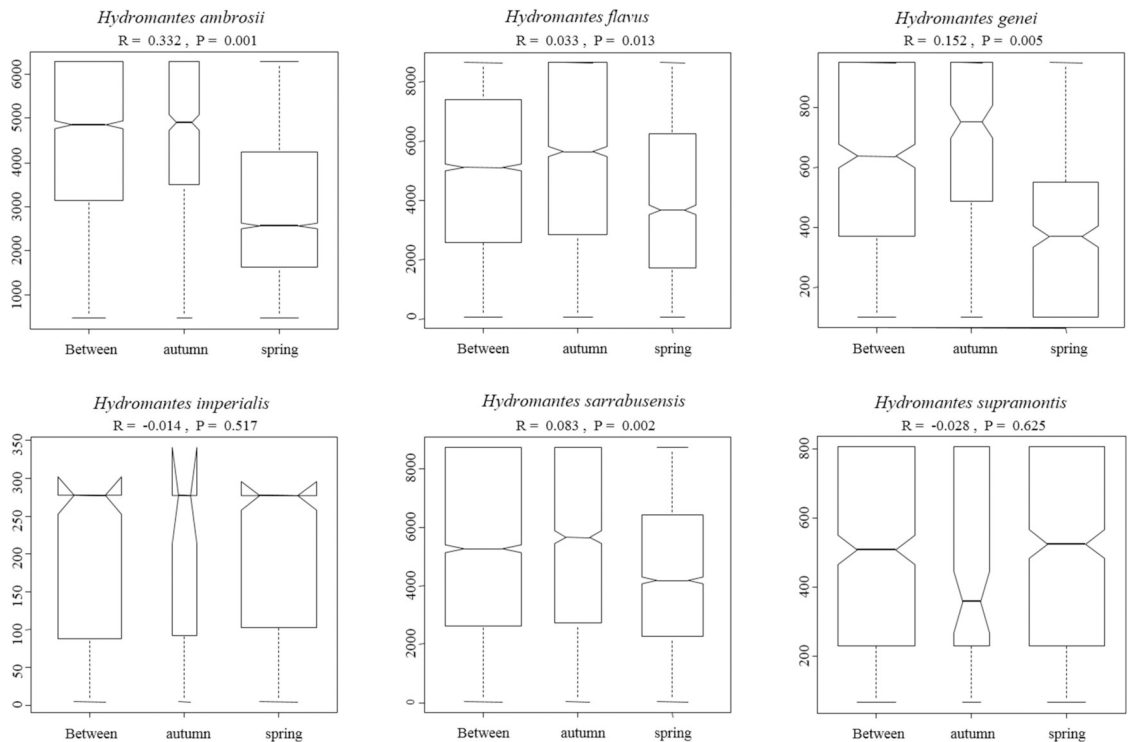 Hydromantes ambrosii
R = 0.332 , P = 0.001
6000
5000
4000
3000
2000
1000
Between autumn spring
Hydromantes flavus
R = 0.033 , P = 0.013
8000
6000
4000
2000
0
Between autumn spring
Hydromantes genei
R = 0.152 , P = 0.005
800
600
400
200
Between autumn spring
Hydromantes imperialis
R = -0.014 , P = 0.517
350
300
250
200
150
100
50
0
Between autumn spring
Hydromantes sarrabusensis
R = 0.083 , P = 0.002
8000
6000
4000
2000
0
Between autumn spring
Hydromantes supramontis
R = -0.028 , P = 0.625
800
600
400
200
Between autumn spring